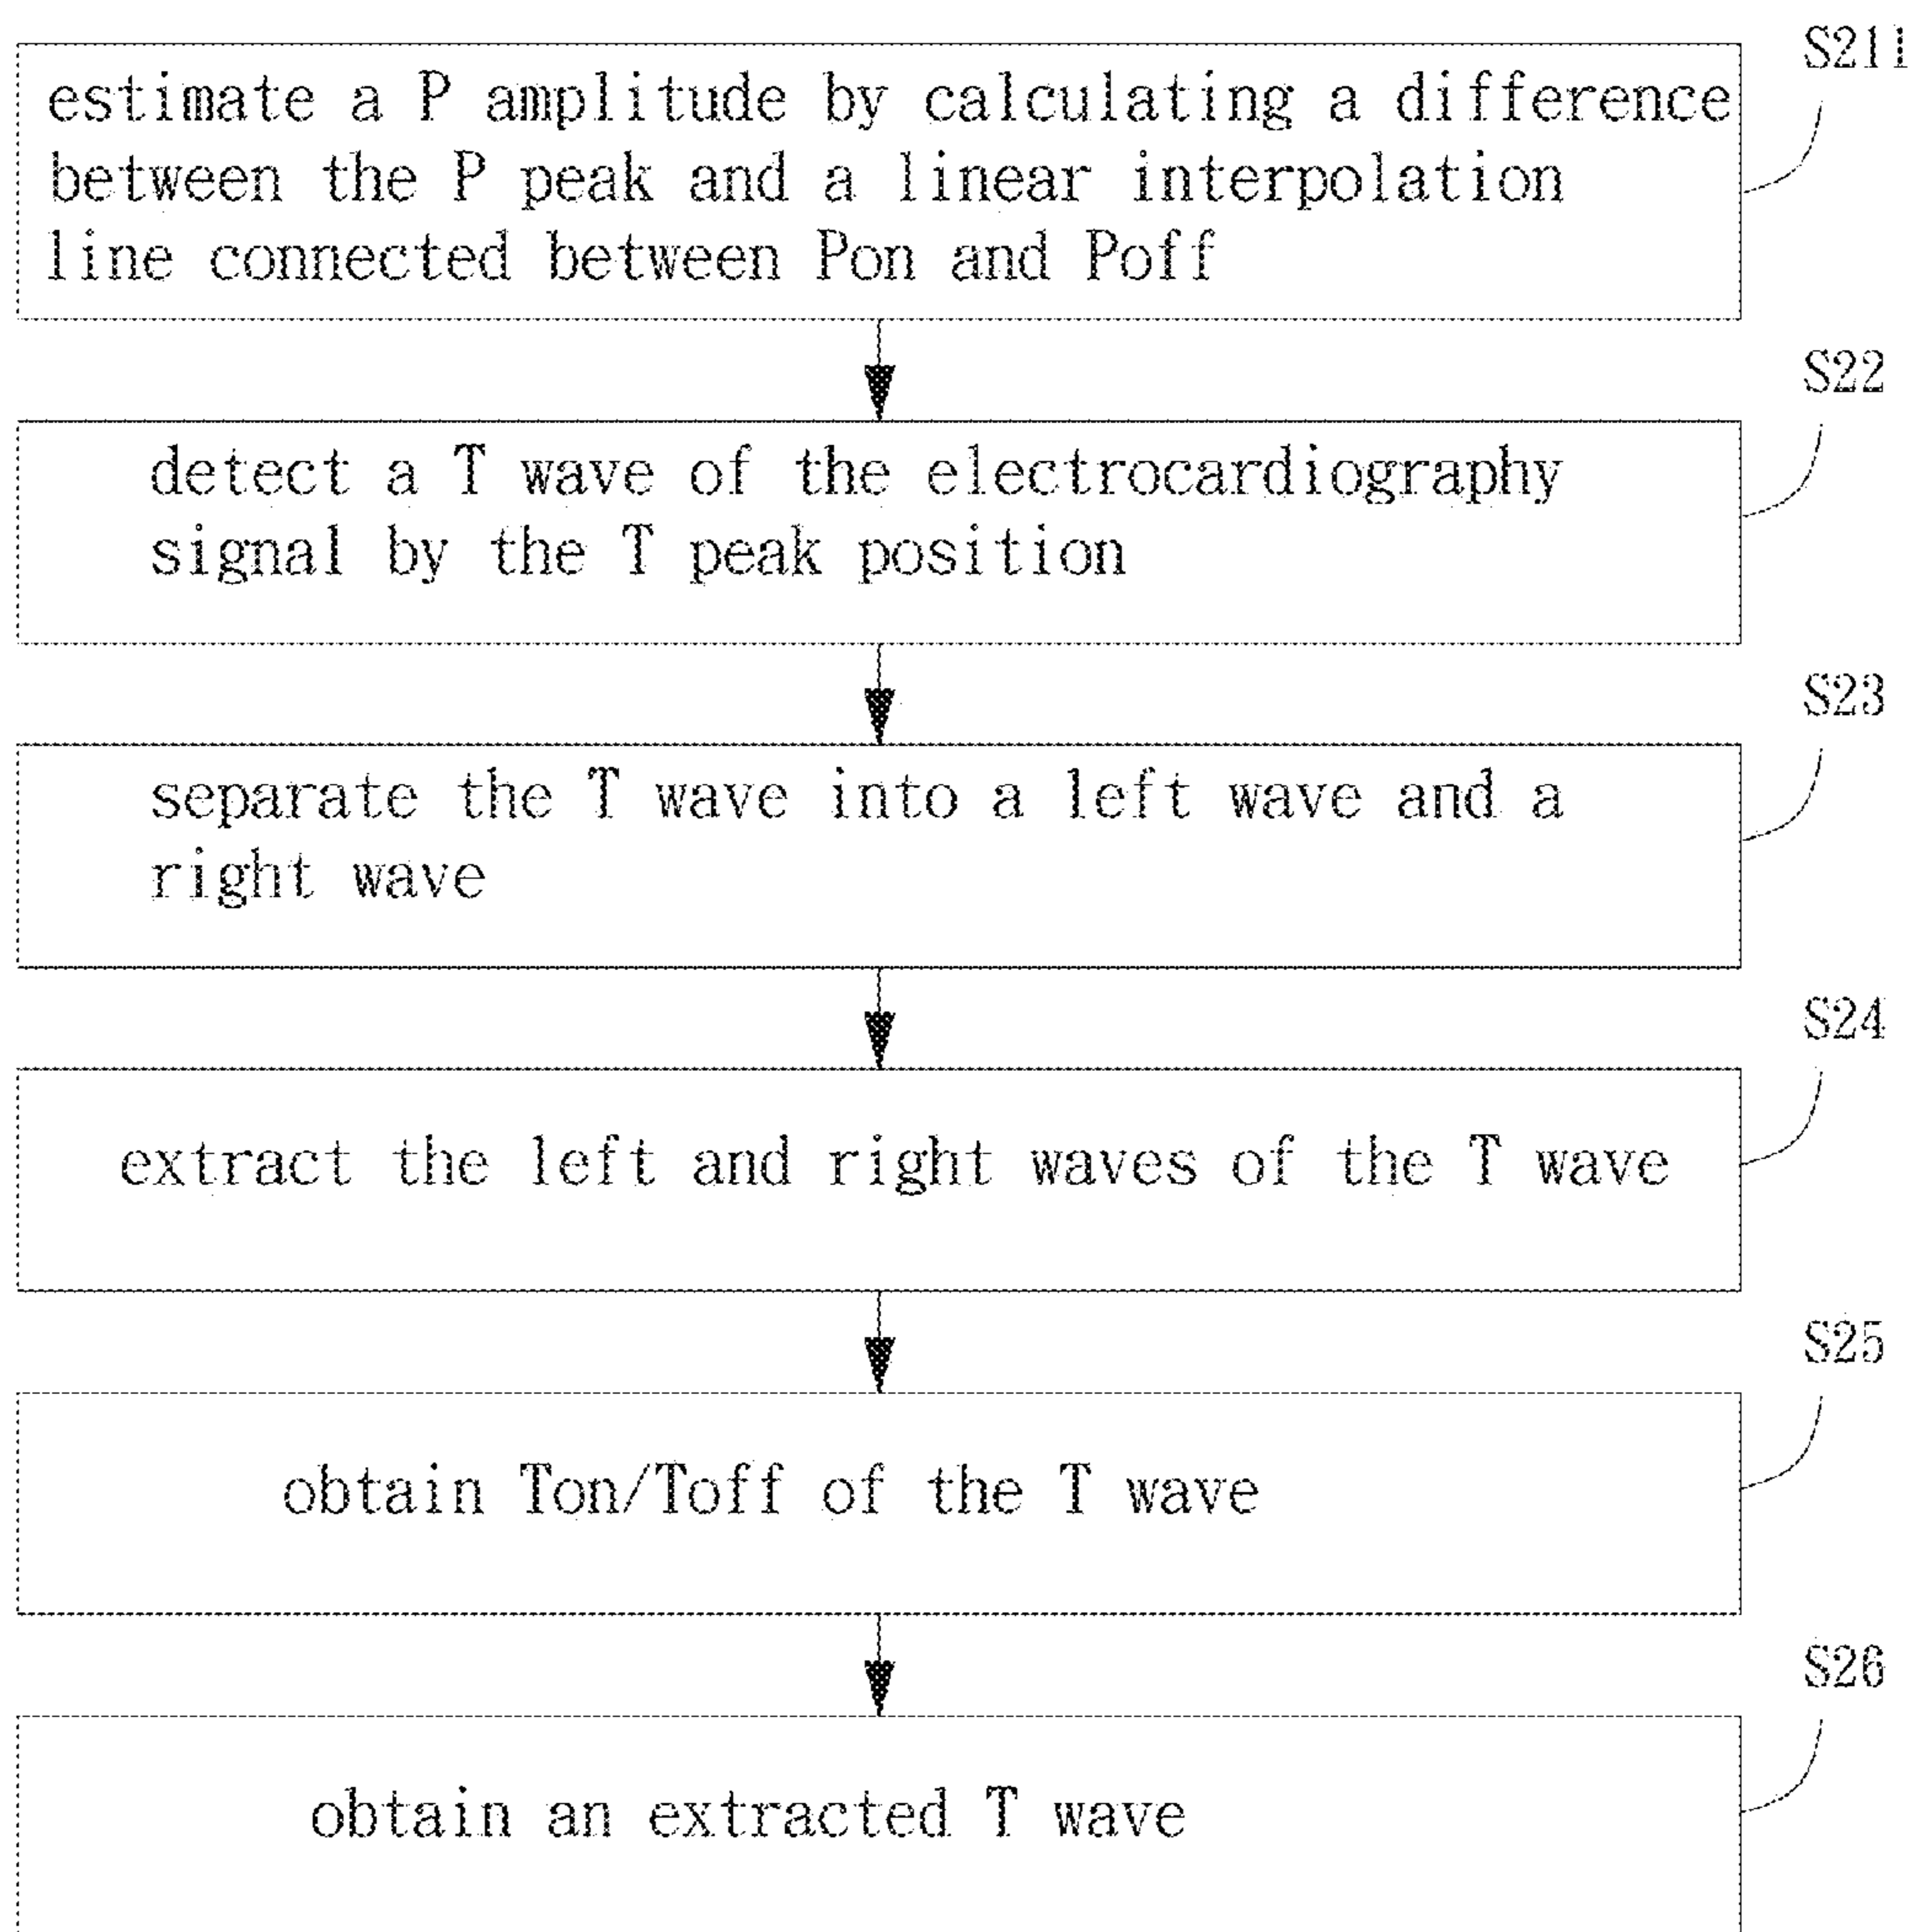 S211
estimate a P amplitude by calculating a difference
between the P peak and a linear interpolation
line connected between Pon and Poff
S22
detect a T wave of the electrocardiography
signal by the T peak position
S23
separate the T wave into a left wave and a
right wave
S24
extract the left and right waves of the T wave
S25
obtain Ton/Toff of the T wave
S26
obtain an extracted T wave